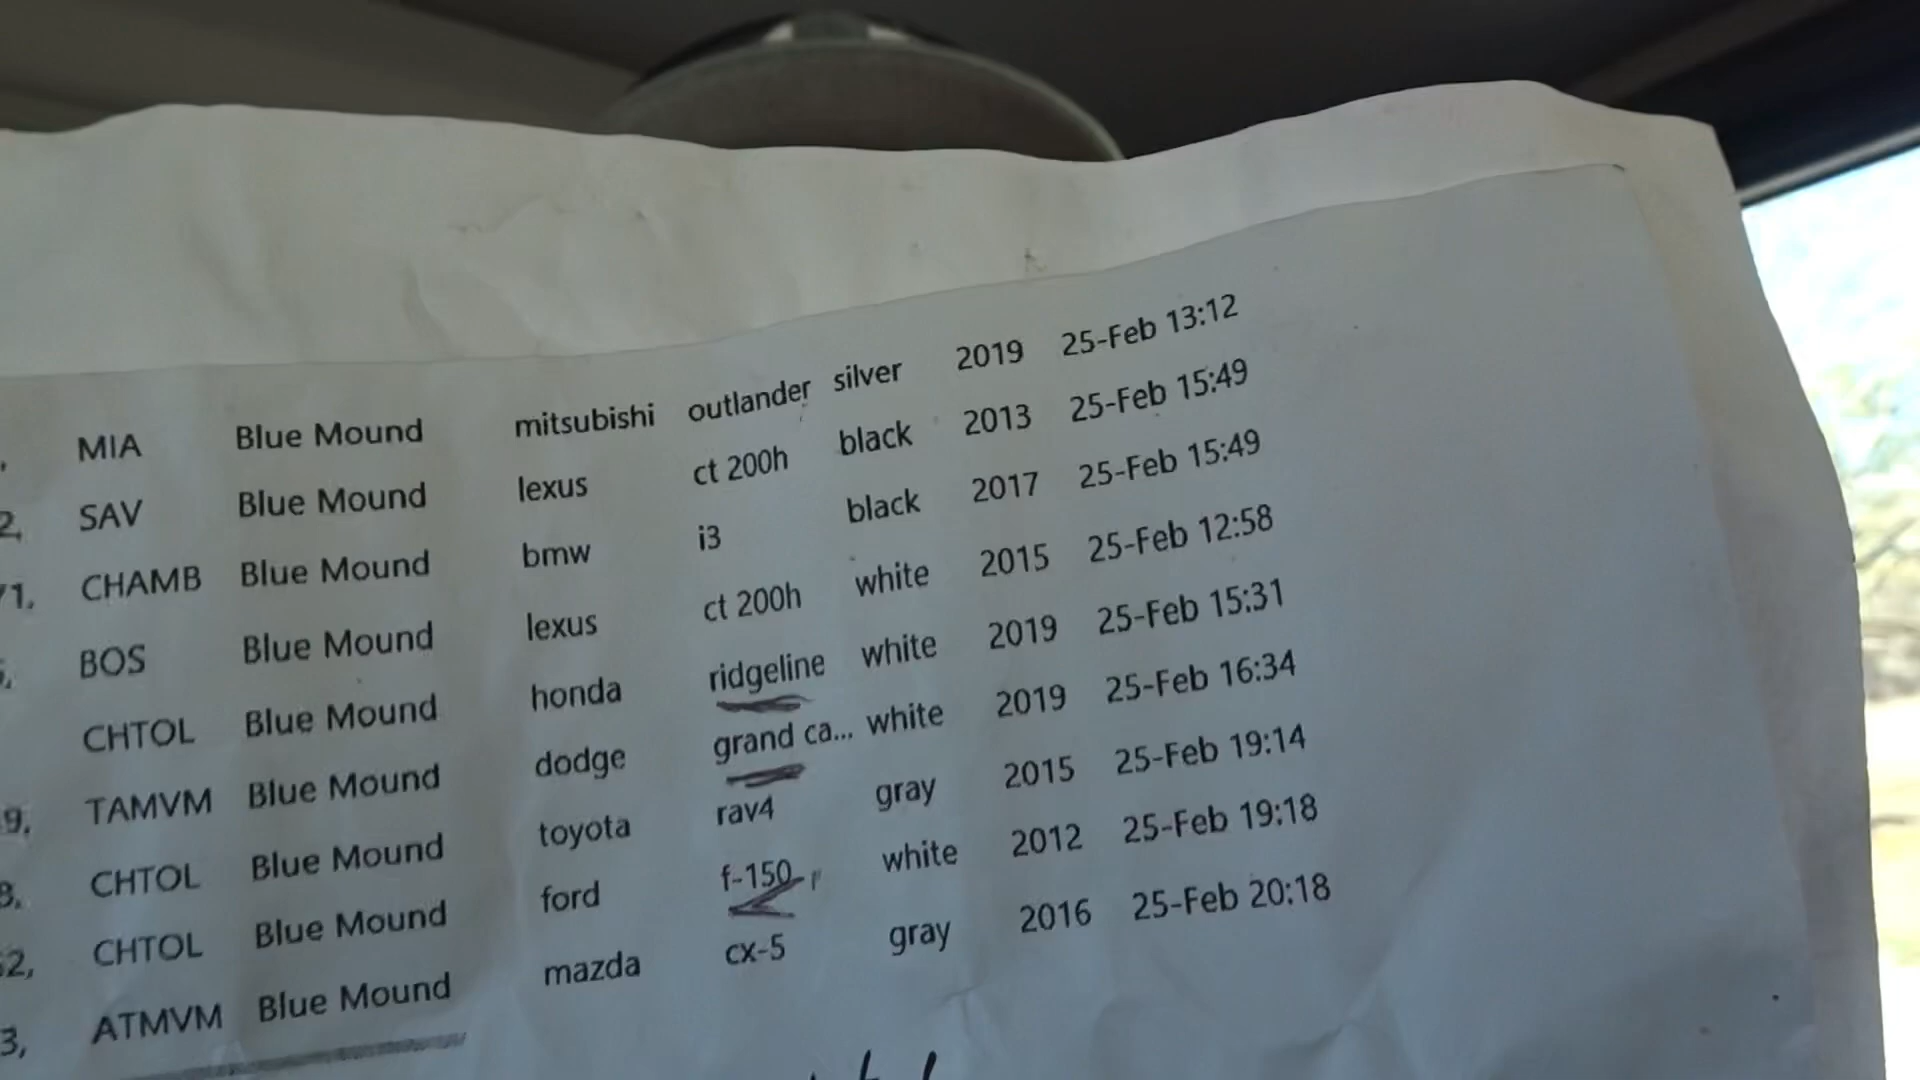 , MIA Blue Mound mitsubishi outlander silver 2019 25-Feb 13:12
2, SAV Blue Mound lexus ct 200h black 2013 25-Feb 15:49
71, CHAMB Blue Mound bmw i3 black 2017 25-Feb 15:49
BOS Blue Mound lexus ct 200h white 2015 25-Feb 12:58
CHTOL Blue Mound honda ridgeline white 2019 25-Feb 15:31
9, TAMVM Blue Mound dodge grand ca... white 2019 25-Feb 16:34
CHTOL Blue Mound toyota rav4 gray 2015 25-Feb 19:14
2, CHTOL Blue Mound ford f-150 white 2012 25-Feb 19:18
3, ATMVM Blue Mound mazda cx-5 gray 2016 25-Feb 20:18